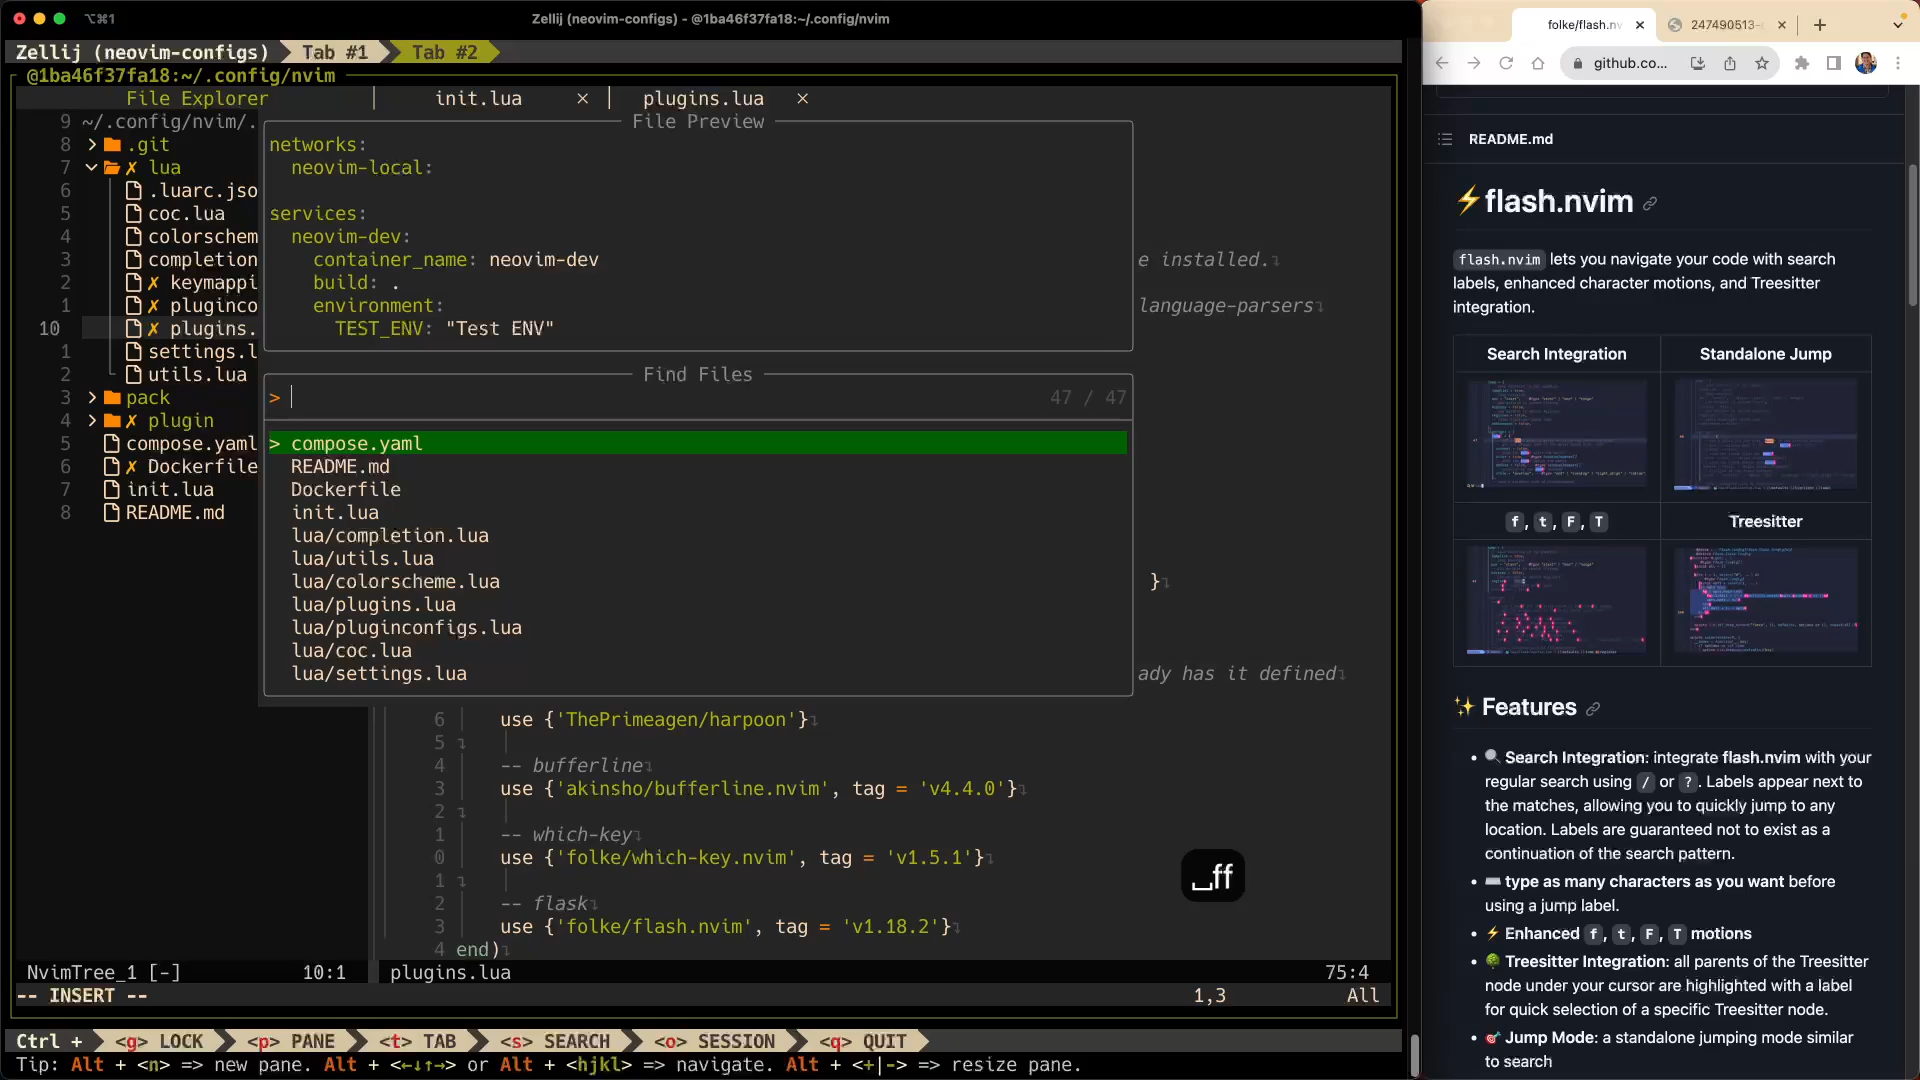 ⌥⌘1
Zellij (neovim-configs) - @1ba46f37fa18:~/.config/nvim
Zellij (neovim-configs) Tab #1 Tab #2
@1ba46f37fa18:~/.config/nvim
File Explorer │ init.lua × │ plugins.lua ×
9 ~/.config/nvim/.
8 > .git
7 ✗ lua
6 .luarc.jso
5 coc.lua
4 colorschem
3 completion
2 ✗ keymappi
1 ✗ pluginco
10 ✗ plugins.
1 settings.l
2 utils.lua
3 > pack
4 > ✗ plugin
5 compose.yaml
6 ✗ Dockerfile
7 init.lua
8 README.md
File Preview
networks:
neovim-local:
services:
neovim-dev:
container_name: neovim-dev
build: .
environment:
TEST_ENV: "Test ENV"
e installed.
language-parsers
}
ady has it defined
Find Files
> 47 / 47
> compose.yaml
README.md
Dockerfile
init.lua
lua/completion.lua
lua/utils.lua
lua/colorscheme.lua
lua/plugins.lua
lua/pluginconfigs.lua
lua/coc.lua
lua/settings.lua
6 use {'ThePrimeagen/harpoon'}
5
4 -- bufferline
3 use {'akinsho/bufferline.nvim', tag = 'v4.4.0'}
2
1 -- which-key
0 use {'folke/which-key.nvim', tag = 'v1.5.1'}
1
2 -- flask
3 use {'folke/flash.nvim', tag = 'v1.18.2'}
4 end)
␣ff
NvimTree_1 [-] 10:1 plugins.lua 75:4
-- INSERT -- 1,3 All
Ctrl + <g> LOCK <p> PANE <t> TAB <s> SEARCH <o> SESSION <q> QUIT
Tip: Alt + <n> => new pane. Alt + <←↓↑→> or Alt + <hjkl> => navigate. Alt + <+|-> => resize pane.
folke/flash.nv × 247490513- × +
github.co...
README.md
⚡flash.nvim
flash.nvim lets you navigate your code with search
labels, enhanced character motions, and Treesitter
integration.
Search Integration Standalone Jump
f, t, F, T Treesitter
✨ Features
• 🔍 Search Integration: integrate flash.nvim with your
regular search using / or ?. Labels appear next to
the matches, allowing you to quickly jump to any
location. Labels are guaranteed not to exist as a
continuation of the search pattern.
• ⌨️ type as many characters as you want before
using a jump label.
• ⚡ Enhanced f, t, F, T motions
• 🌳 Treesitter Integration: all parents of the Treesitter
node under your cursor are highlighted with a label
for quick selection of a specific Treesitter node.
• 🎯 Jump Mode: a standalone jumping mode similar
to search